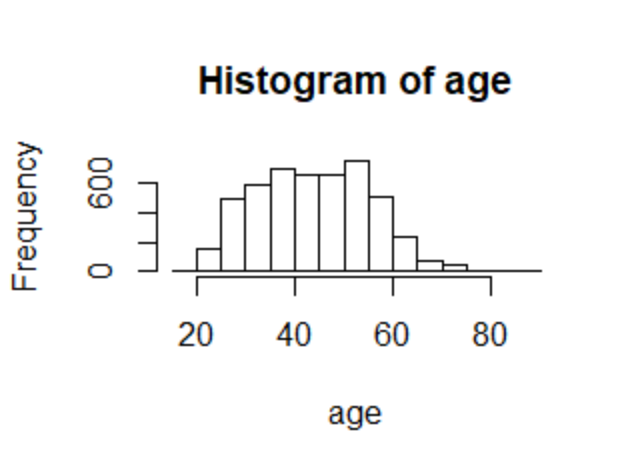 Histogram of age
Frequency
600
0
20 40 60 80
age